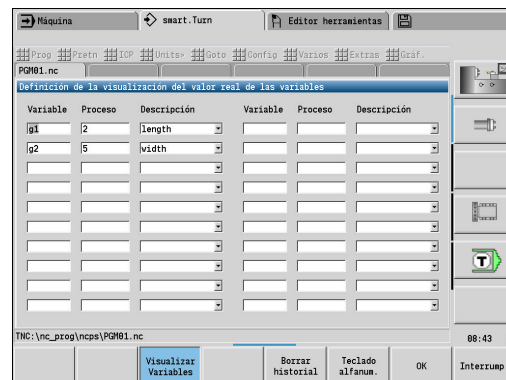 Máquina smart.Turn Editor herramientas
Prog Pretn ICP Units» Goto Config Varios Extras Gráf.
PGM01.nc
Definición de la visualización del valor real de las variables
Variable Proceso Descripción Variable Proceso Descripción
g1 2 length
g2 5 width
T
TNC:\nc_prog\ncps\PGM01.nc
08:43
Visualizar Variables Borrar historial Teclado alfanum. OK Interrump